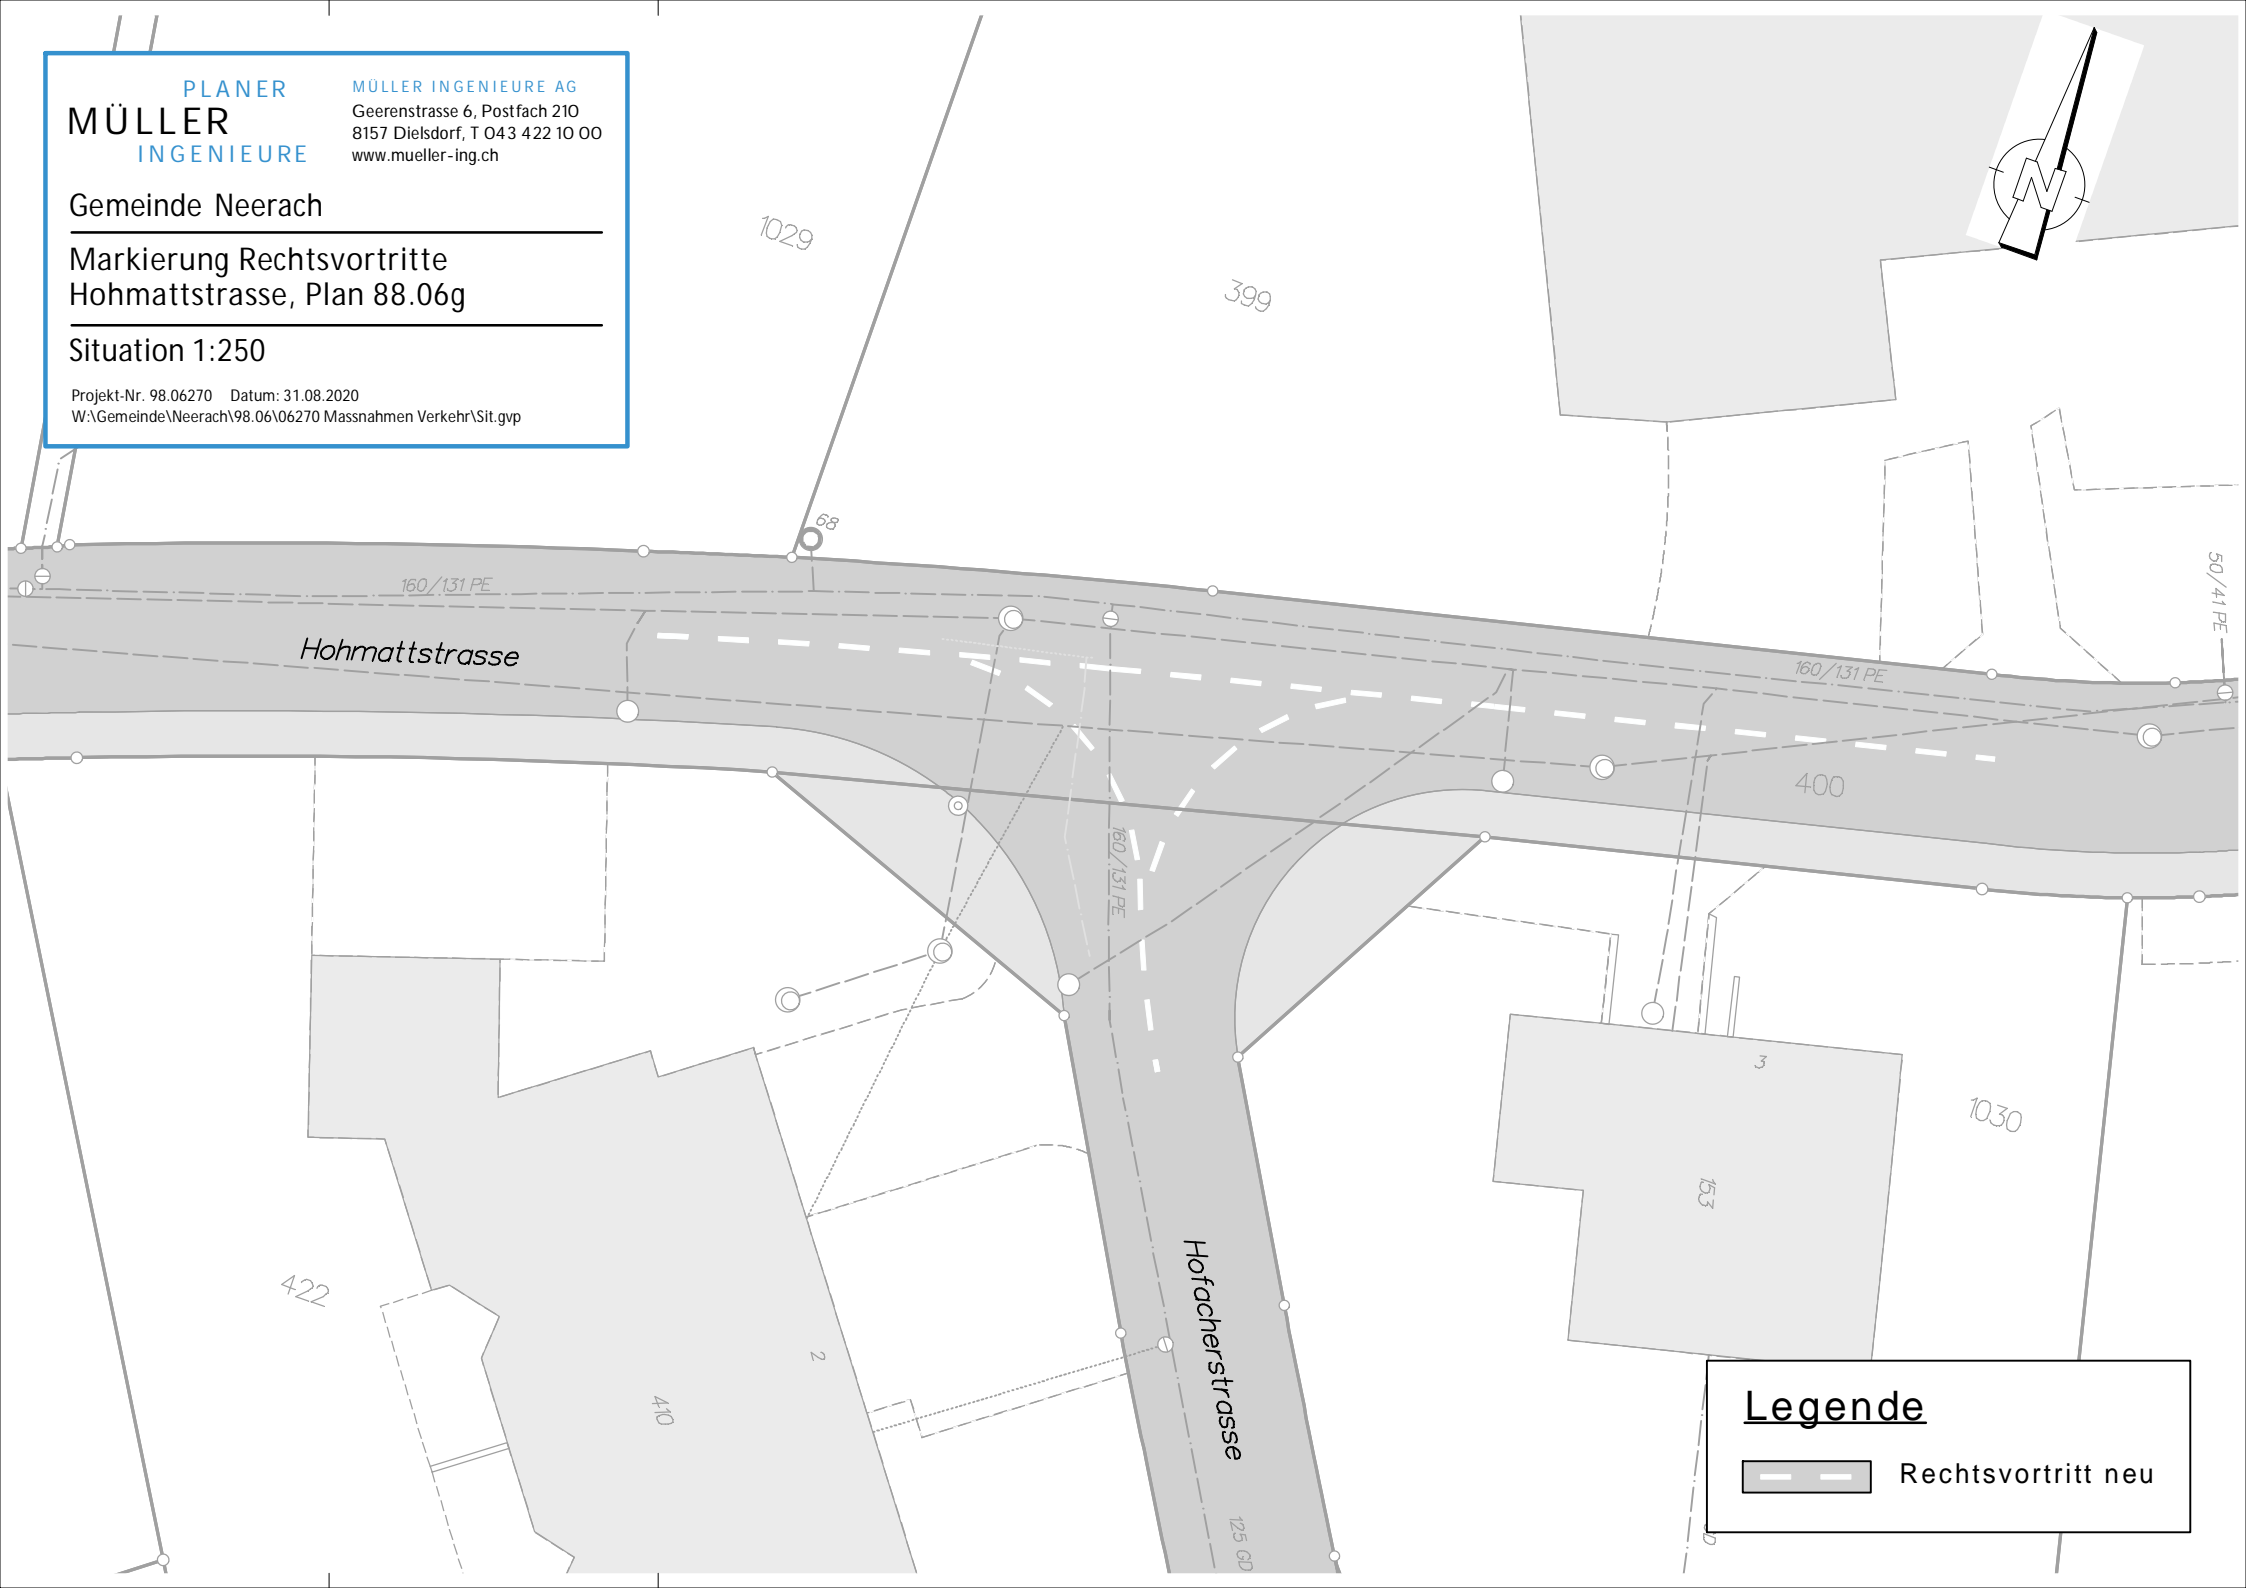 PLANER
MÜLLER
INGENIEURE
MÜLLER INGENIEURE AG
Geerenstrasse 6, Postfach 210
8157 Dielsdorf, T 043 422 10 00
www.mueller-ing.ch
Gemeinde Neerach
Markierung Rechtsvortritte
Hohmattstrasse, Plan 88.06g
Situation 1:250
Projekt-Nr. 98.06270 Datum: 31.08.2020
W:\Gemeinde\Neerach\98.06\06270 Massnahmen Verkehr\Sit.gvp
N
1029
399
68
160/131 PE
Hohmattstrasse
50/41 PE
160/131 PE
400
160/131 PE
3
1030
153
422
2
410
Hofacherstrasse
125 GD
Legende
Rechtsvortritt neu